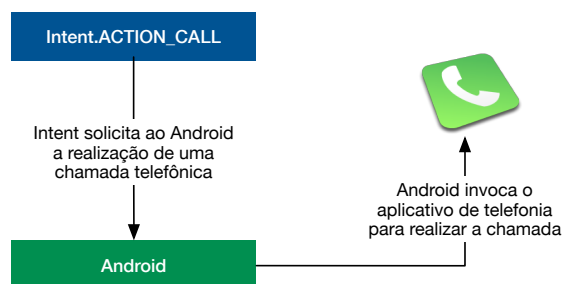 Intent.ACTION_CALL
Intent solicita ao Android
a realização de uma
chamada telefônica
Android invoca o
aplicativo de telefonia
para realizar a chamada
Android